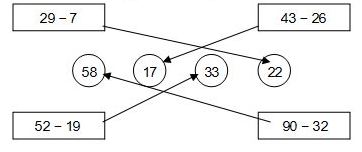 29 – 7 43 – 26
58 17 33 22
52 – 19 90 – 32